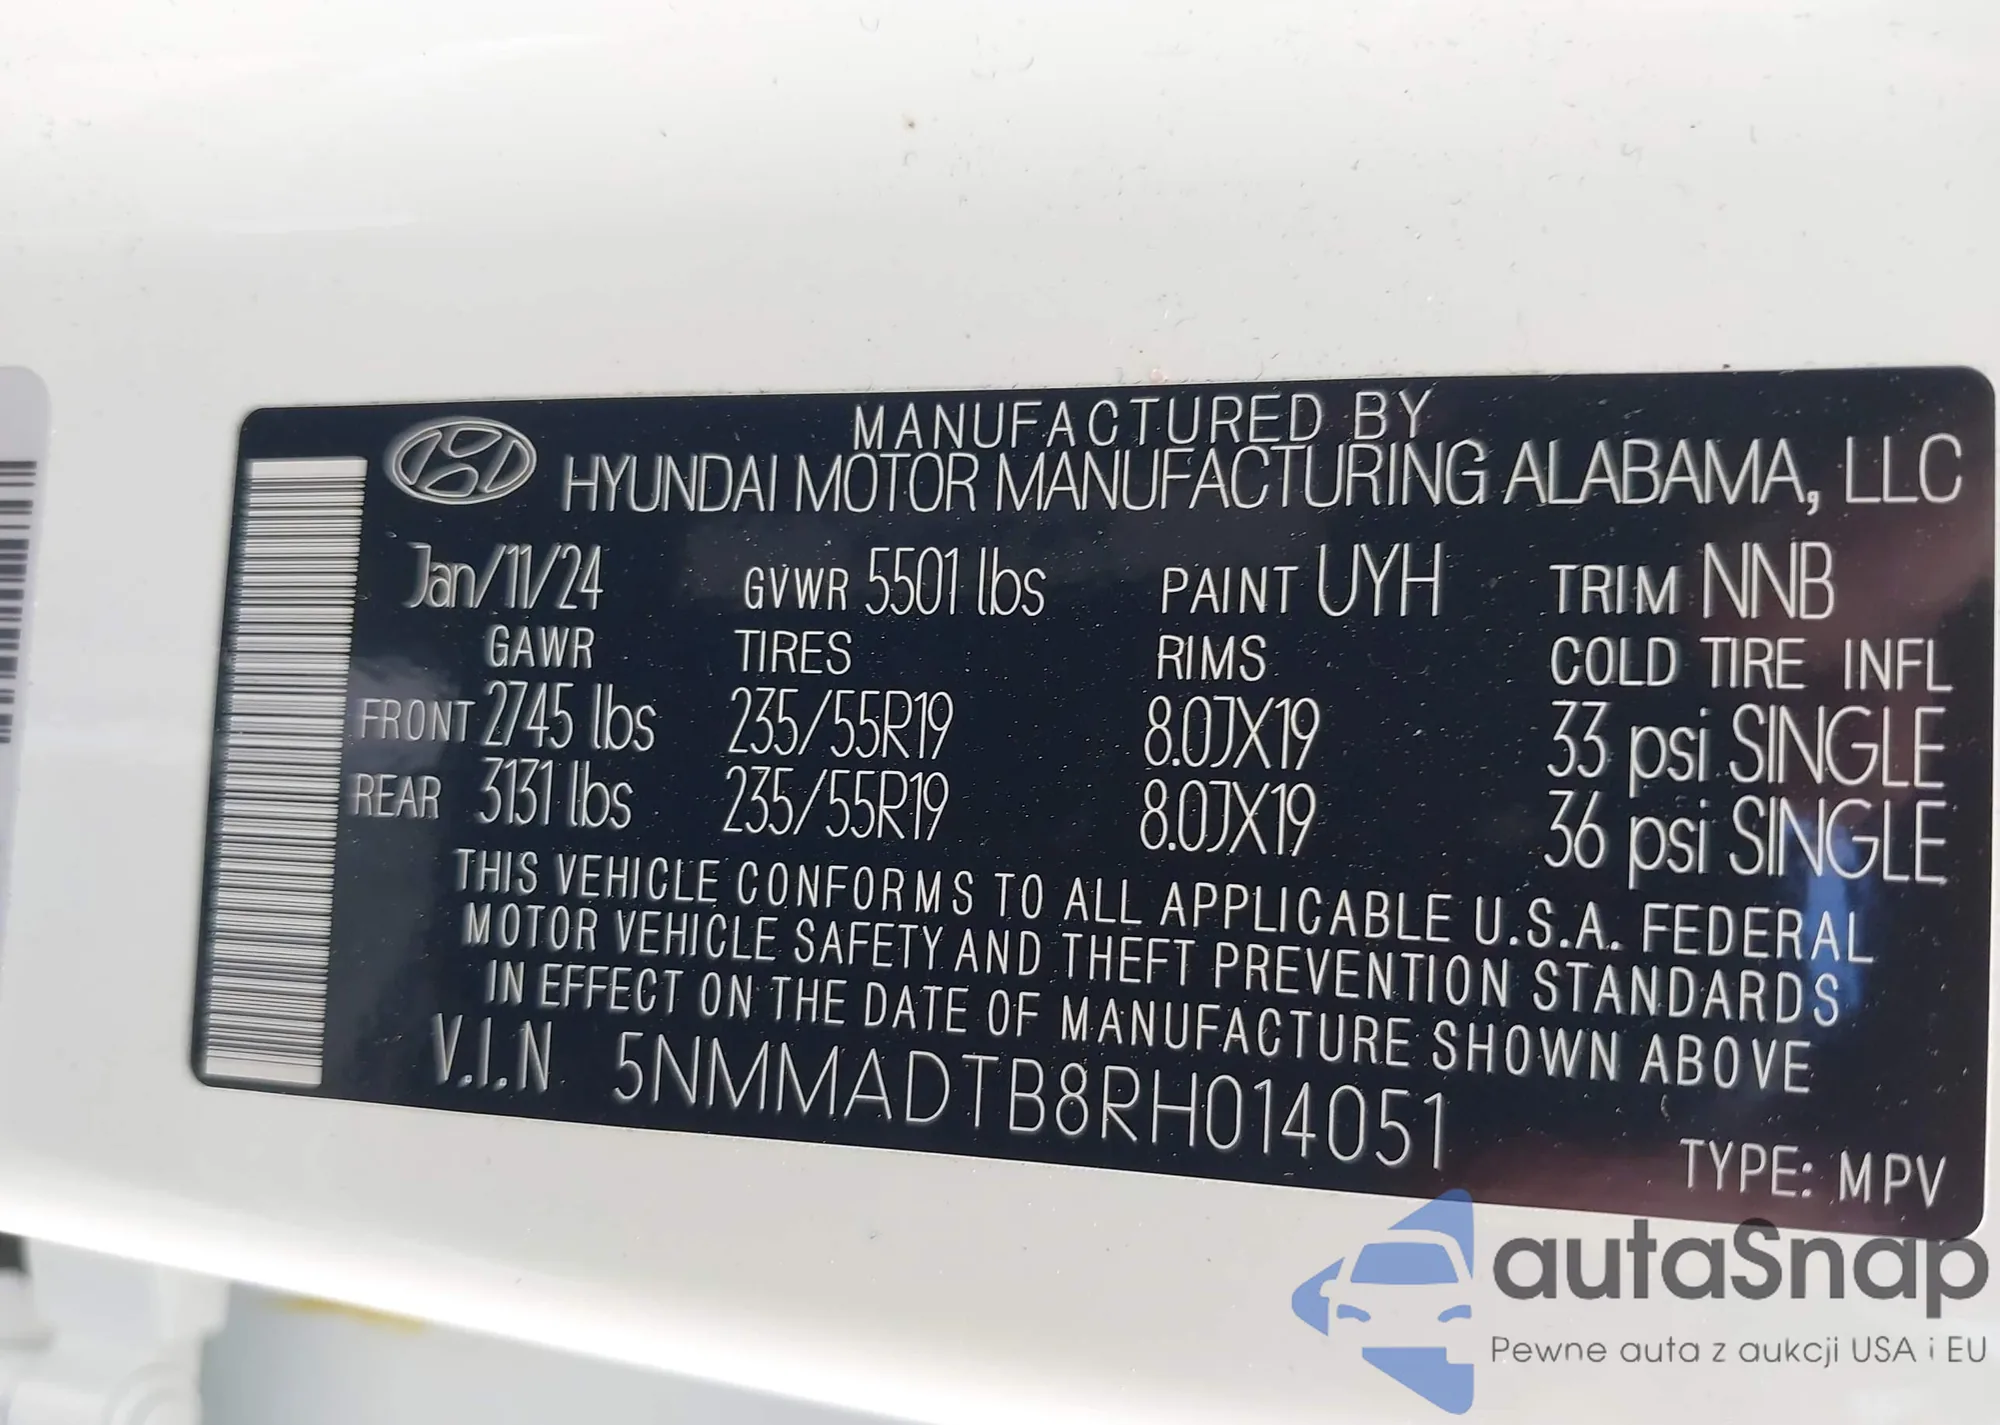 MANUFACTURED BY
HYUNDAI MOTOR MANUFACTURING ALABAMA, LLC
Jan/11/24 GVWR 5501 lbs PAINT UYH TRIM NNB
GAWR TIRES RIMS COLD TIRE INFL
FRONT 2745 lbs 235/55R19 8.0JX19 33 psi SINGLE
REAR 3131 lbs 235/55R19 8.0JX19 36 psi SINGLE
THIS VEHICLE CONFORMS TO ALL APPLICABLE U.S.A. FEDERAL
MOTOR VEHICLE SAFETY AND THEFT PREVENTION STANDARDS
IN EFFECT ON THE DATE OF MANUFACTURE SHOWN ABOVE
V.I.N 5NMMADTB8RH014051
TYPE: MPV
autaSnap
Pewne auta z aukcji USA i EU